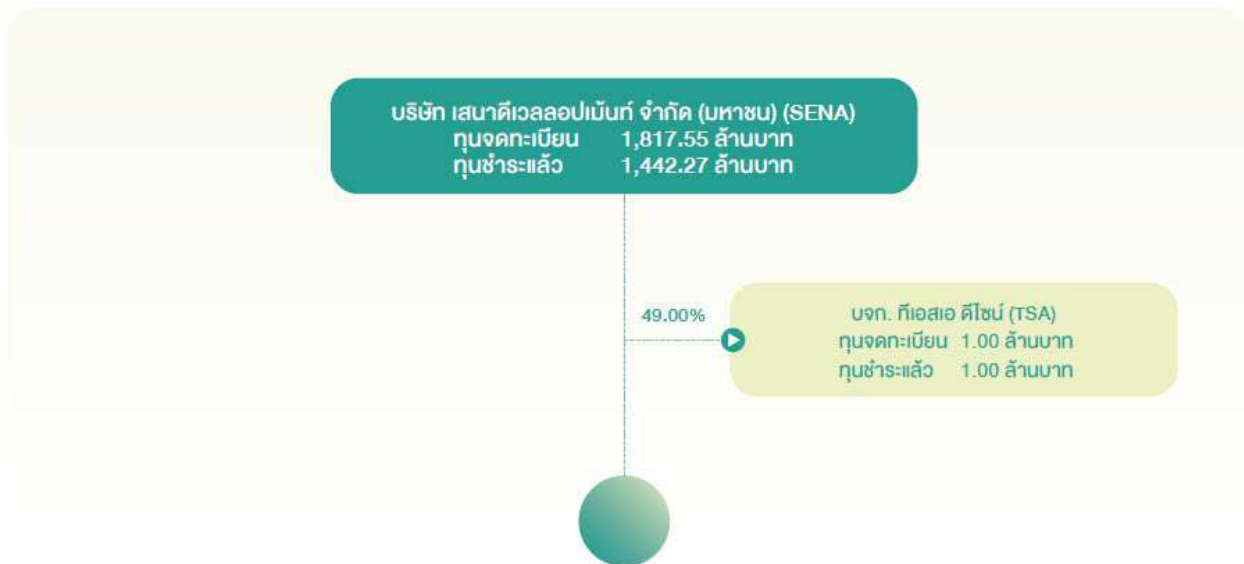 บริษัท เสนาดีเวลลอปเม้นท์ จำกัด (มหาชน) (SENA)
ทุนจดทะเบียน 1,817.55 ล้านบาท
ทุนชำระแล้ว 1,442.27 ล้านบาท
49.00%
บจก. ทีเอสเอ ดีไซน์ (TSA)
ทุนจดทะเบียน 1.00 ล้านบาท
ทุนชำระแล้ว 1.00 ล้านบาท